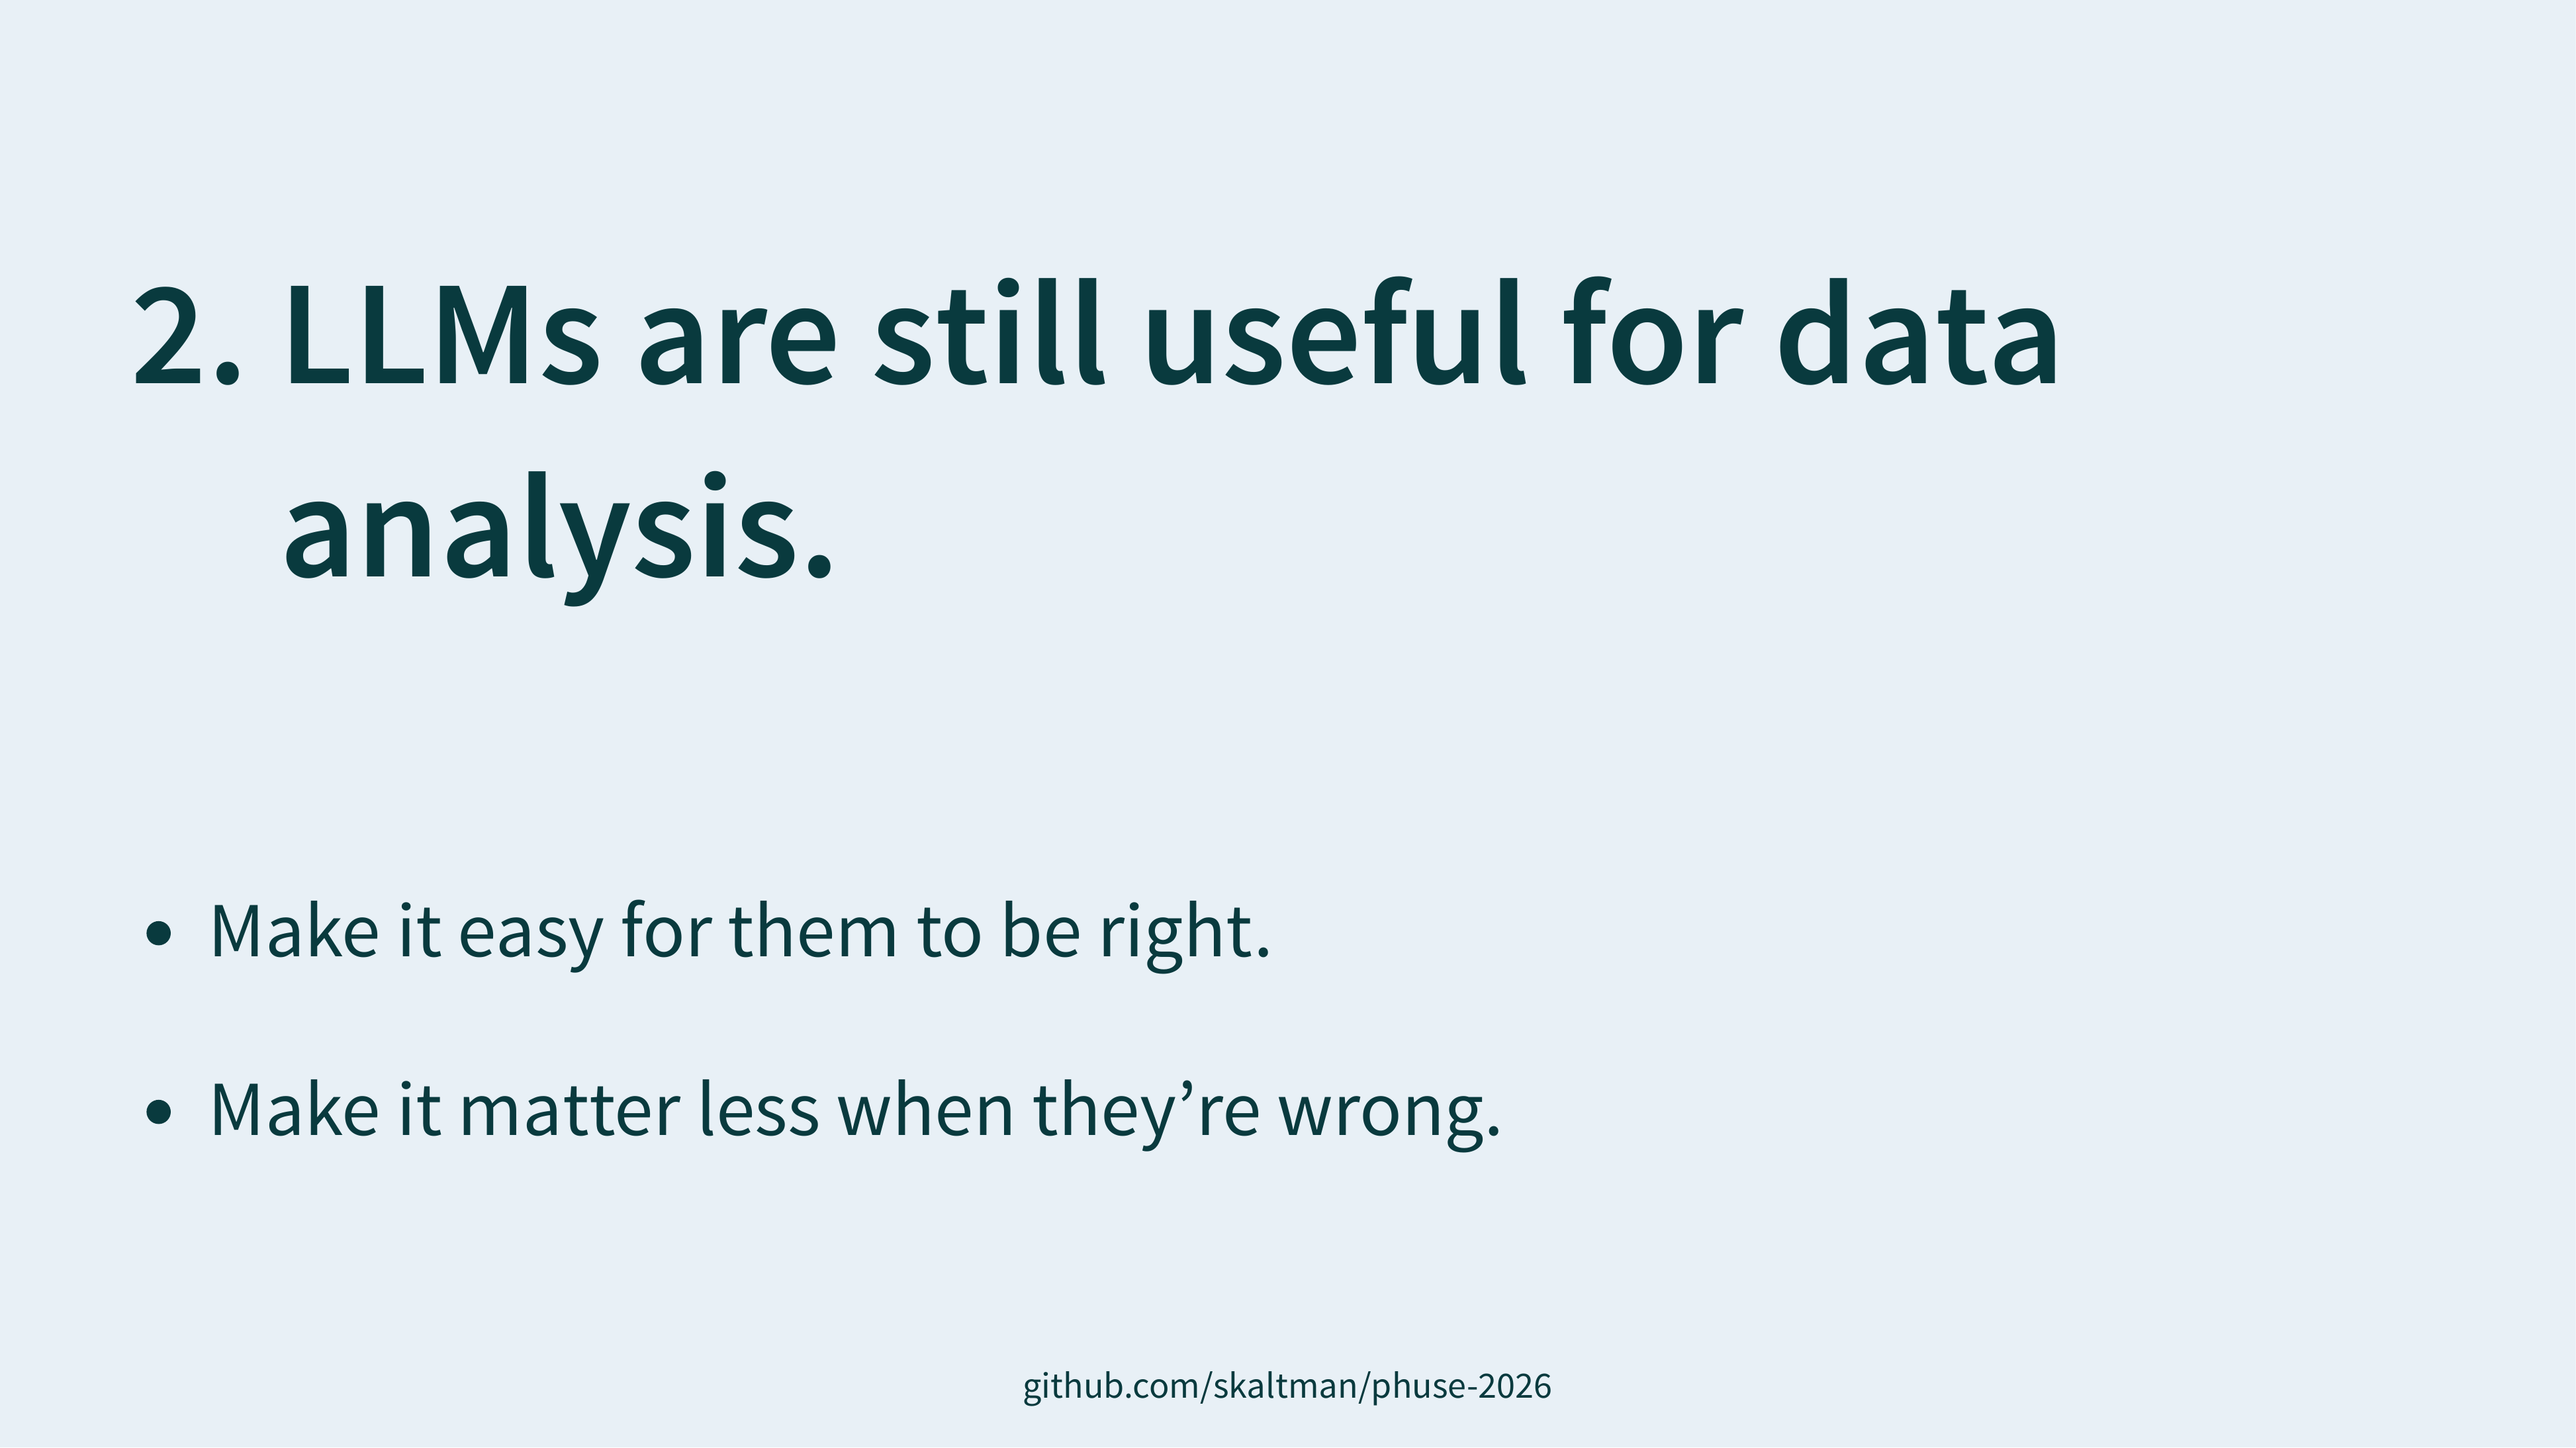 2. LLMs are still useful for data
analysis.
• Make it easy for them to be right.
• Make it matter less when they’re wrong.
github.com/skaltman/phuse-2026